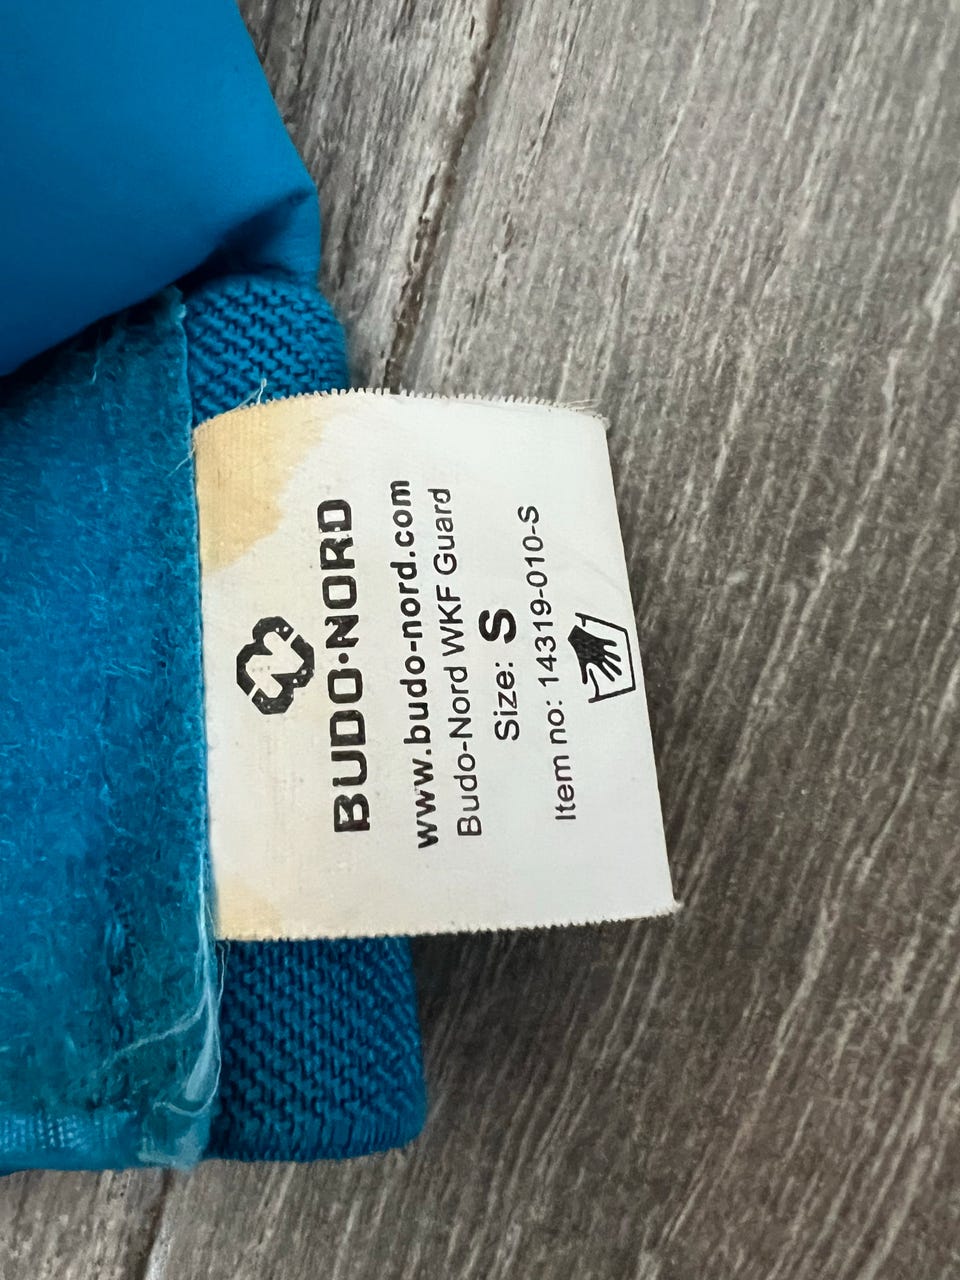 BUDO·NORD
www.budo-nord.com
Budo-Nord WKF Guard
Size: S
Item no: 14319-010-S